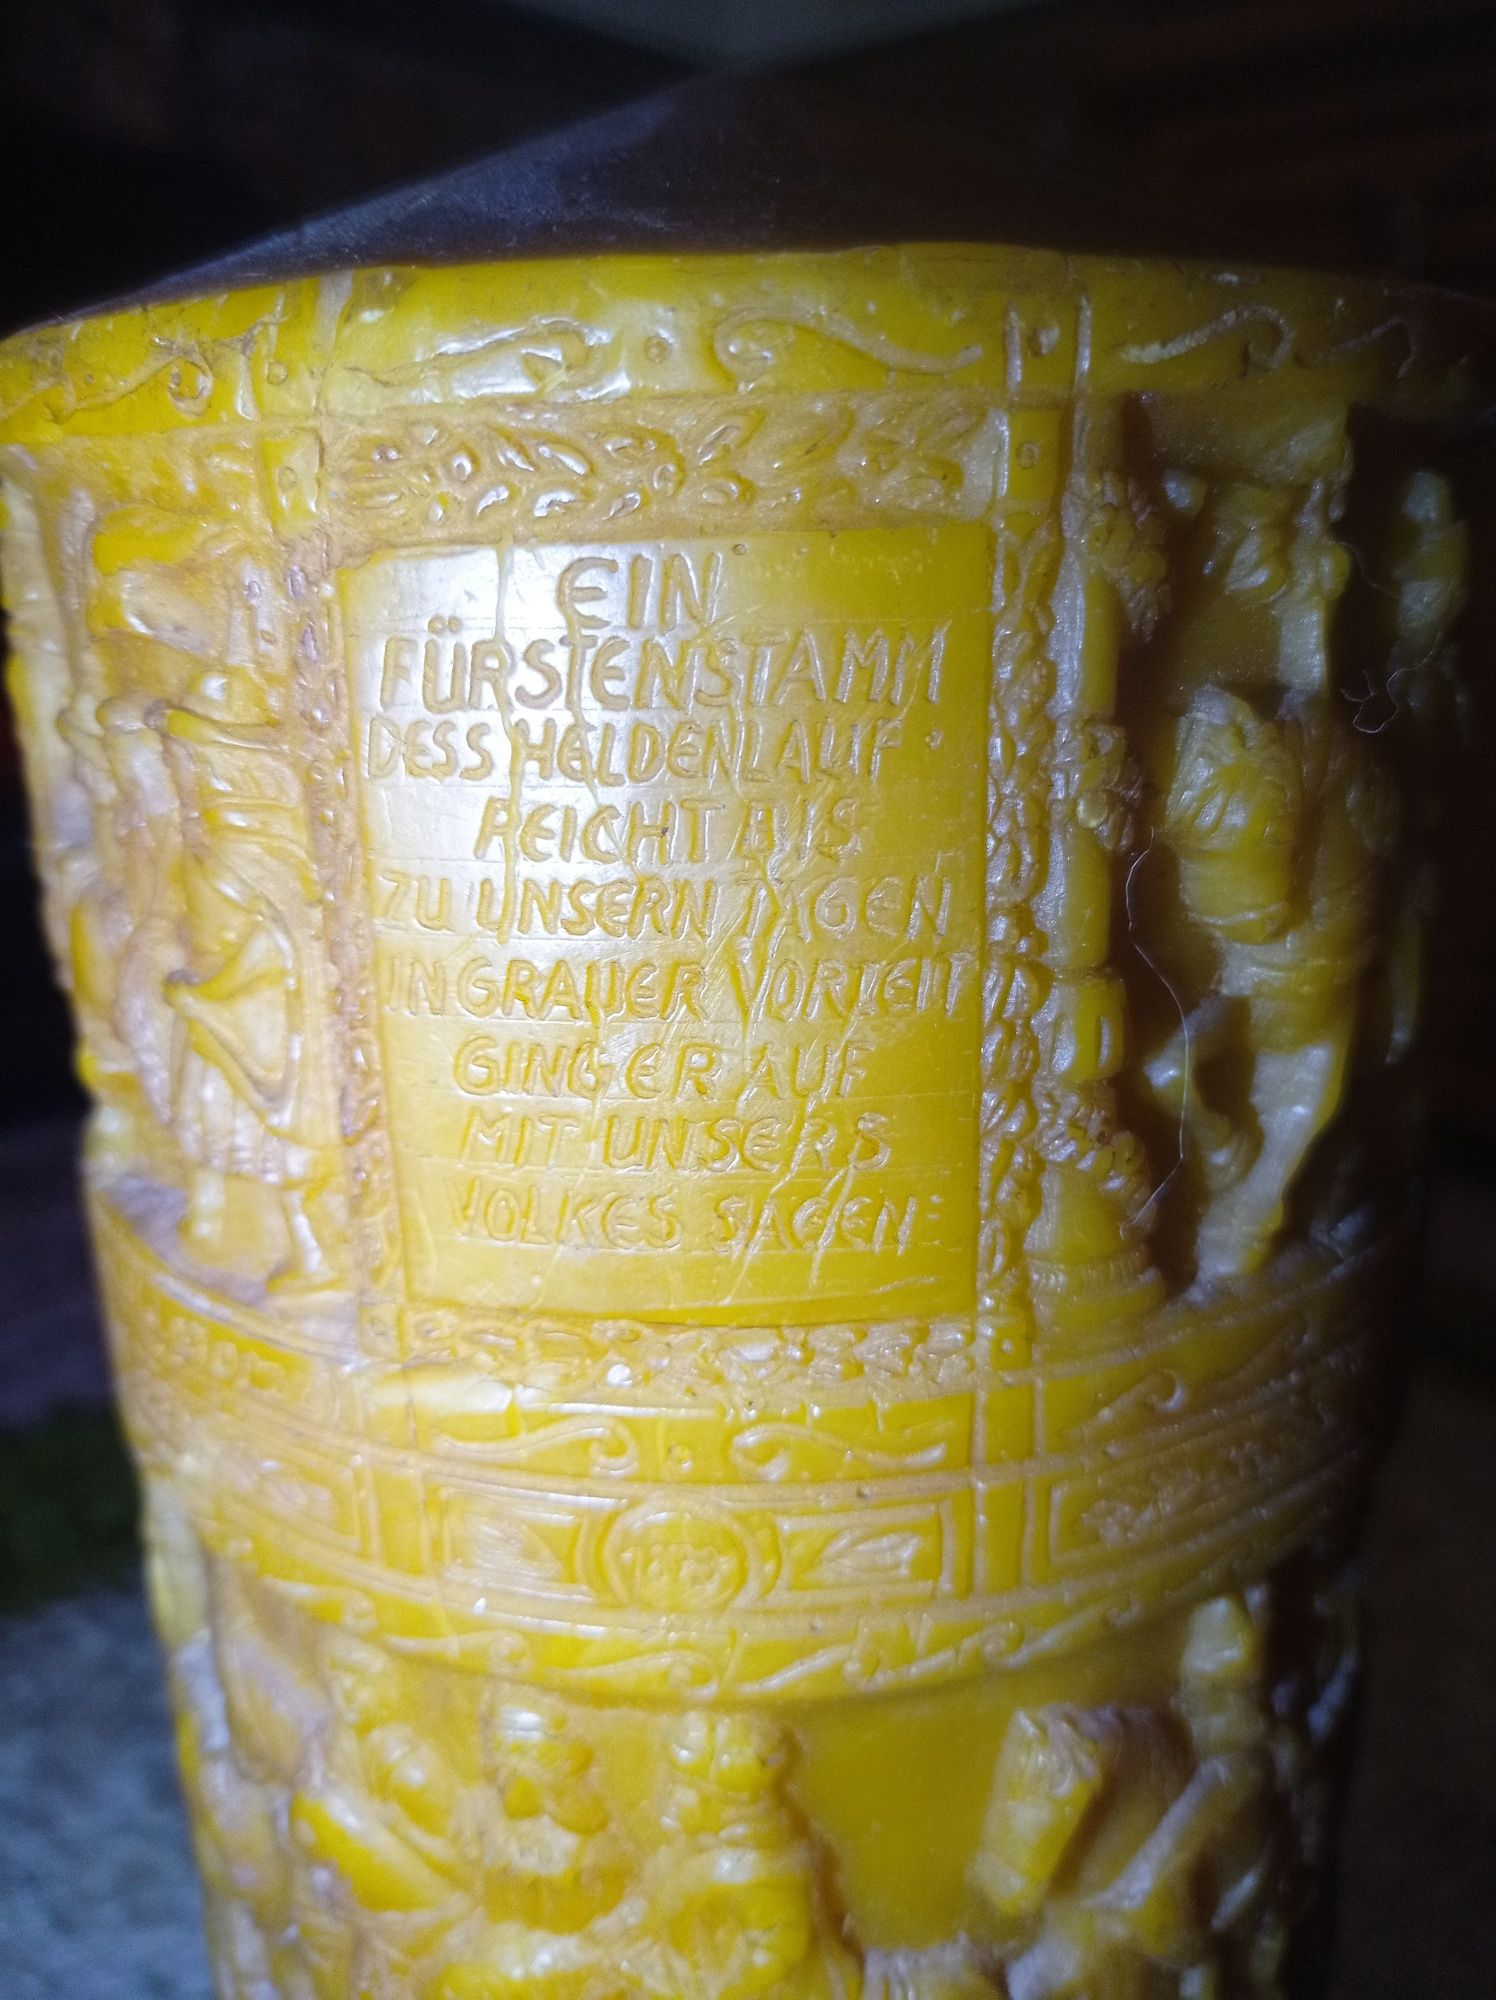 EIN
FÜRSTENSTAMM
DESS HELDENLAUF
REICHT BIS
ZU UNSERN TAGEN
IN GRAUER VORZEIT
GING ER AUF
MIT UNSERS
VOLKES SAGEN
1873